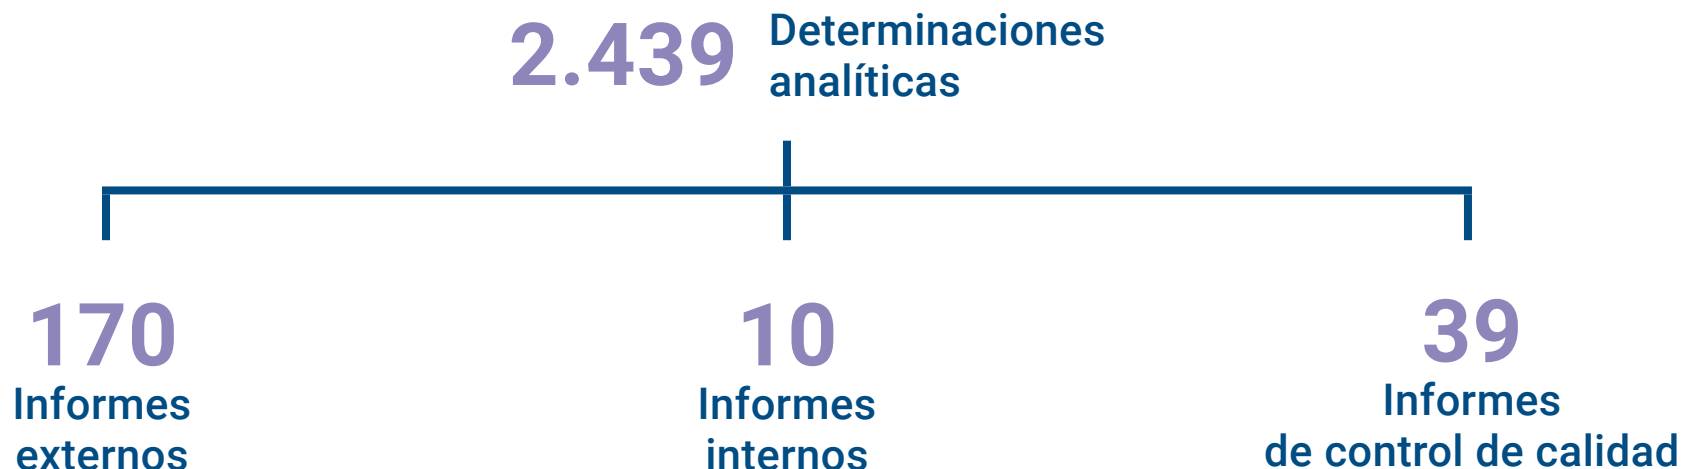 2.439
Determinaciones
analíticas
170
Informes
externos
10
Informes
internos
39
Informes
de control de calidad